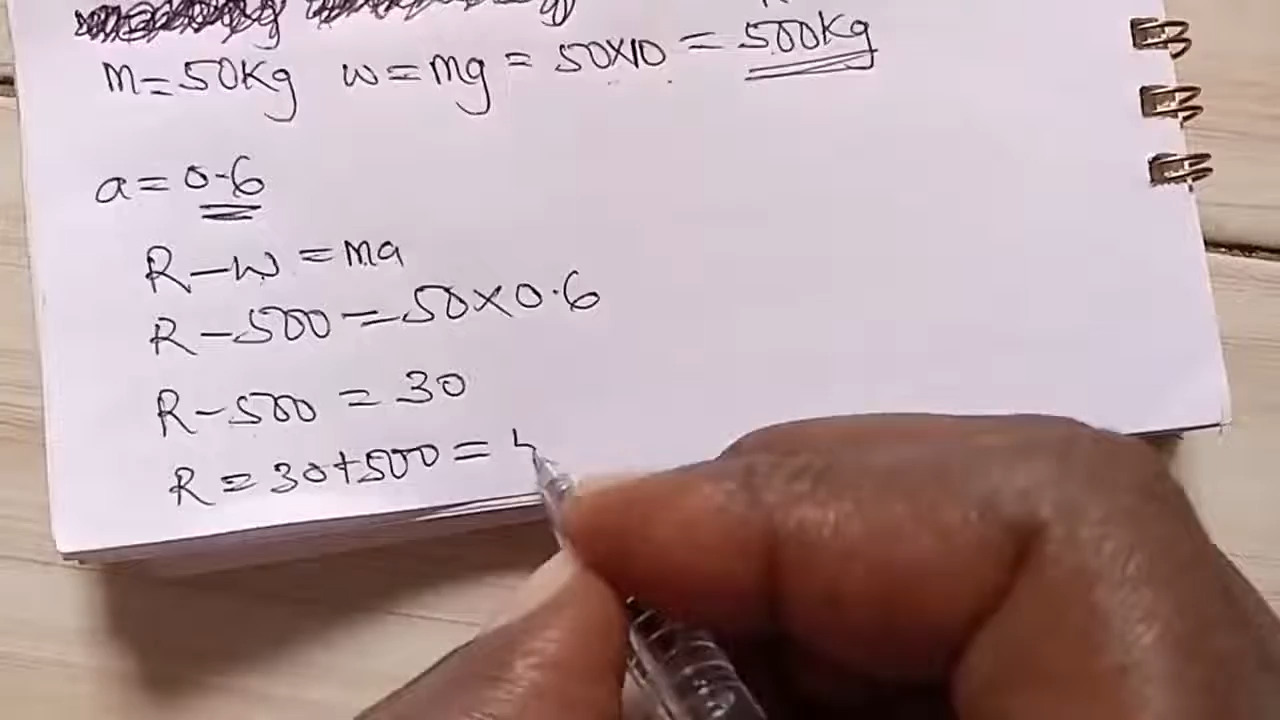 m=50Kg w=mg = 50×10 = 500Kg
a=0.6
R-w=ma
R-500=50×0.6
R-500=30
R=30+500=